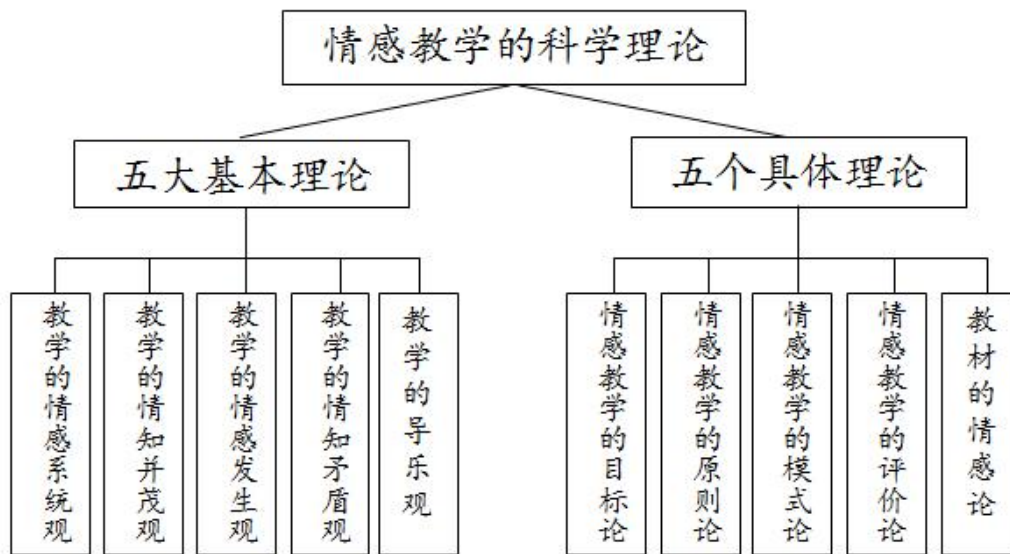 情感教学的科学理论
五大基本理论
五个具体理论
教学的情感系统观
教学的情知并茂观
教学的情感发生观
教学的情知矛盾观
教学的导乐观
情感教学的目标论
情感教学的原则论
情感教学的模式论
情感教学的评价论
教材的情感论